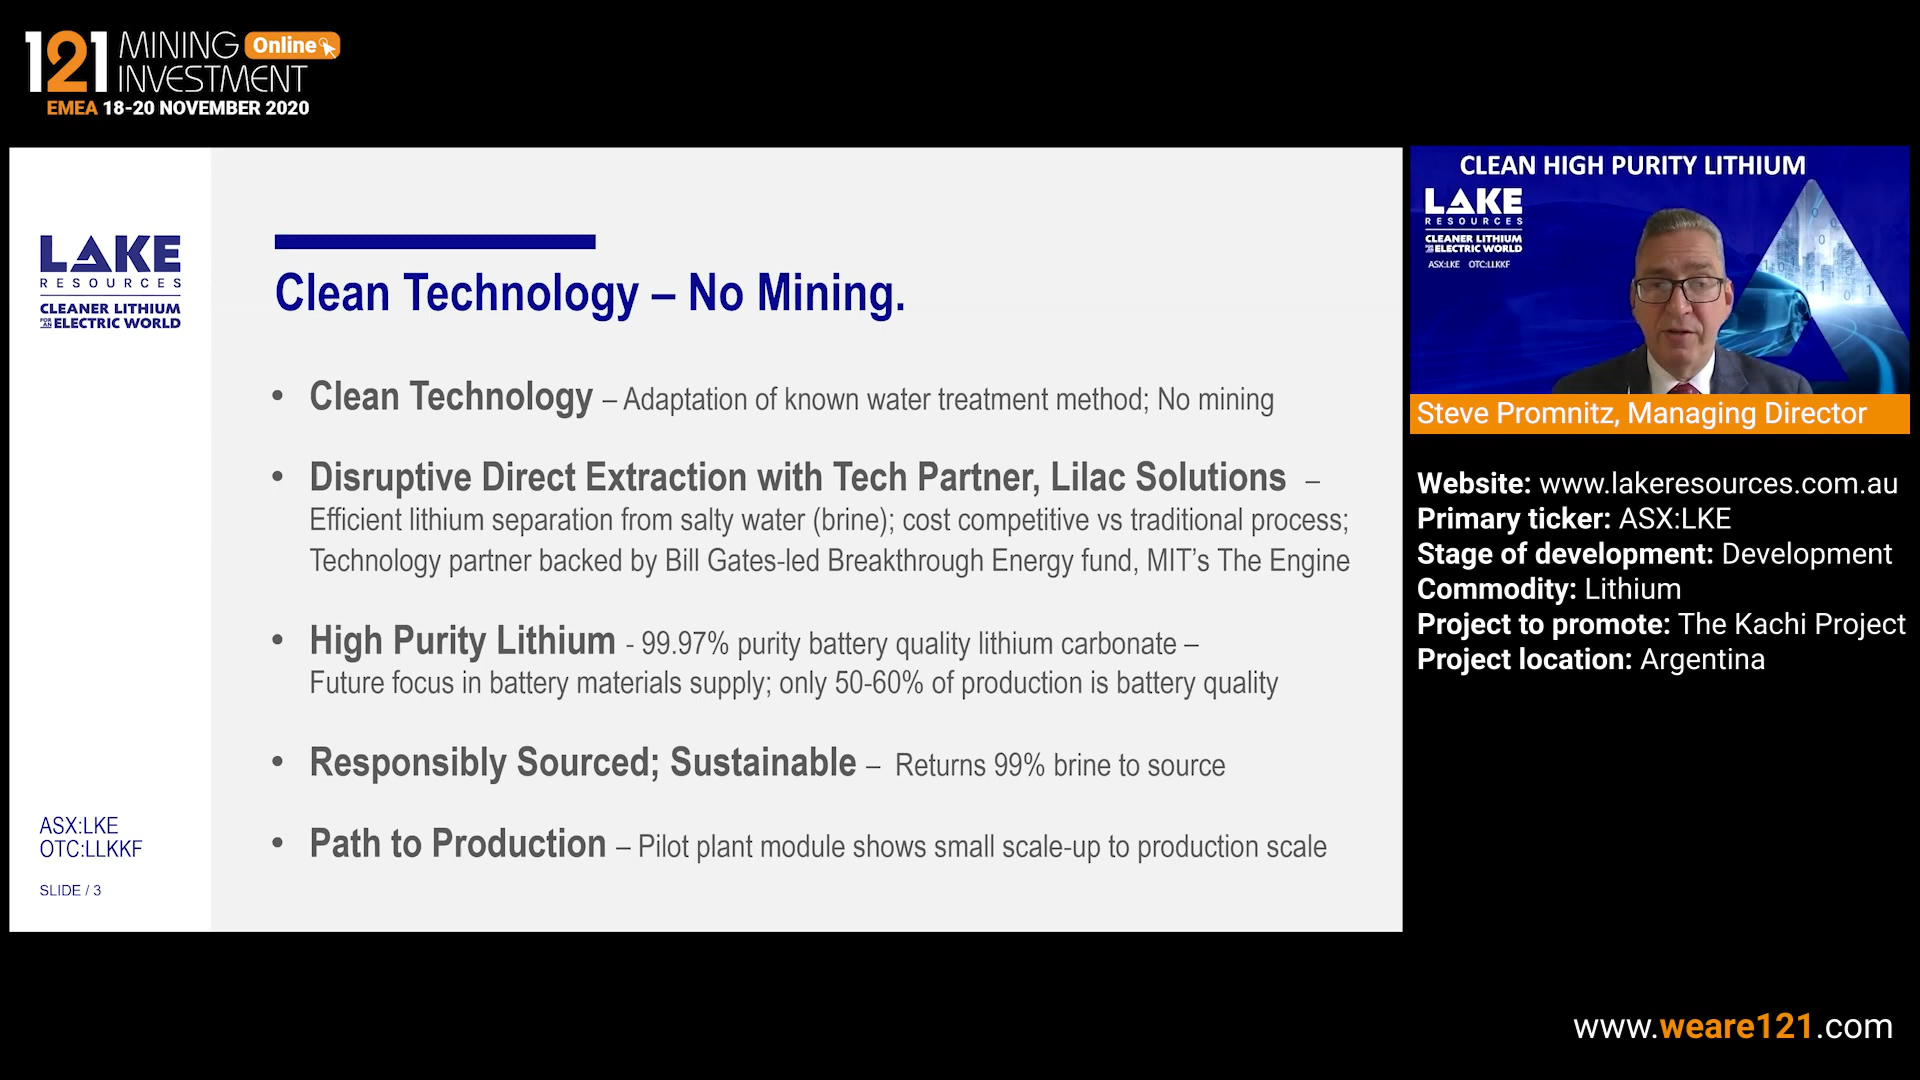 121 MINING Online
INVESTMENT
EMEA 18-20 NOVEMBER 2020
LAKE
RESOURCES
CLEANER LITHIUM
FOR AN ELECTRIC WORLD
Clean Technology – No Mining.
• Clean Technology – Adaptation of known water treatment method; No mining
• Disruptive Direct Extraction with Tech Partner, Lilac Solutions –
Efficient lithium separation from salty water (brine); cost competitive vs traditional process;
Technology partner backed by Bill Gates-led Breakthrough Energy fund, MIT's The Engine
• High Purity Lithium - 99.97% purity battery quality lithium carbonate –
Future focus in battery materials supply; only 50-60% of production is battery quality
• Responsibly Sourced; Sustainable – Returns 99% brine to source
• Path to Production – Pilot plant module shows small scale-up to production scale
ASX:LKE
OTC:LLKKF
SLIDE / 3
CLEAN HIGH PURITY LITHIUM
LAKE
RESOURCES
CLEANER LITHIUM
FOR AN ELECTRIC WORLD
ASX:LKE OTC:LLKKF
Steve Promnitz, Managing Director
Website: www.lakeresources.com.au
Primary ticker: ASX:LKE
Stage of development: Development
Commodity: Lithium
Project to promote: The Kachi Project
Project location: Argentina
www.weare121.com